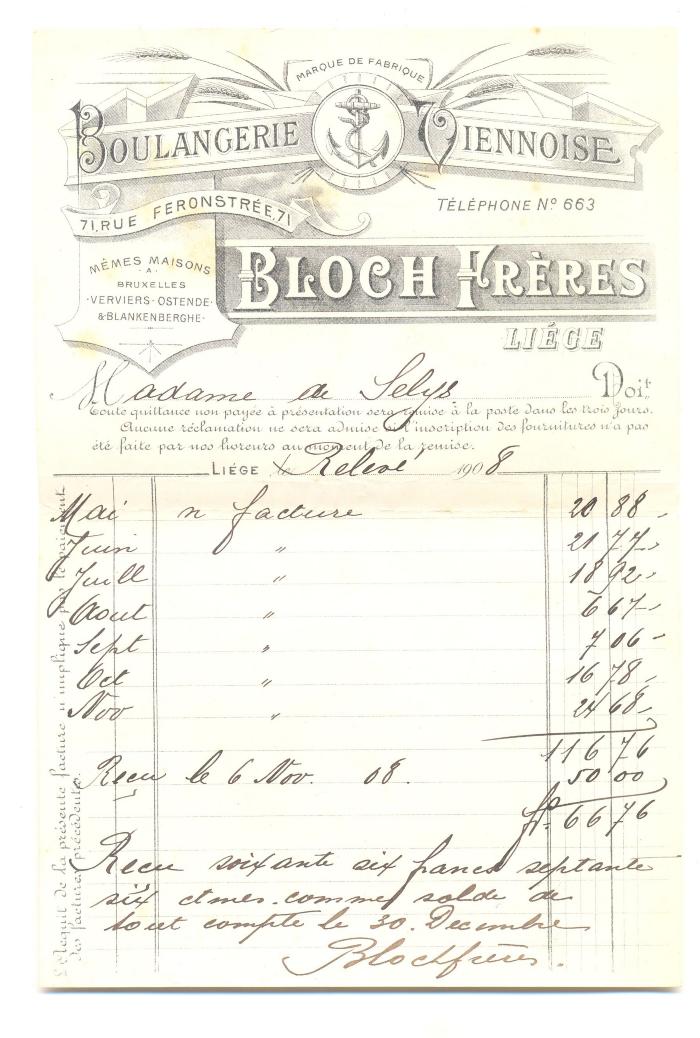 MARQUE DE FABRIQUE
BOULANGERIE VIENNOISE
71, RUE FERONSTRÉE, 71
TÉLÉPHONE No 663
MÊMES MAISONS
- A -
BRUXELLES
·VERVIERS-OSTENDE·
&BLANKENBERGHE·
BLOCH FRÈRES
LIÉGE
Madame de Selys Doit
Toute quittance non payée à présentation sera remise à la poste dans les trois jours.
Aucune réclamation ne sera admise si l'inscription des fournitures n'a pas
été faite par nos livreurs au moment de la remise.
LIÉGE, le Relevé 1908
Mai n facture 20 88
Juin " 21 77
Juill " 18 92
Aout " 6 67
Sept " 7 06
Oct " 16 78
Nov " 24 68
116 76
Recu le 6 Nov. 08. 50 00
frs 66 76
Recu soixante six francs septante
six ctmes. comme solde de
tout compte le 30. Decembre
Blochfrères.
L'acquit de la présente facture n'implique pas le paiement
des factures précédentes.